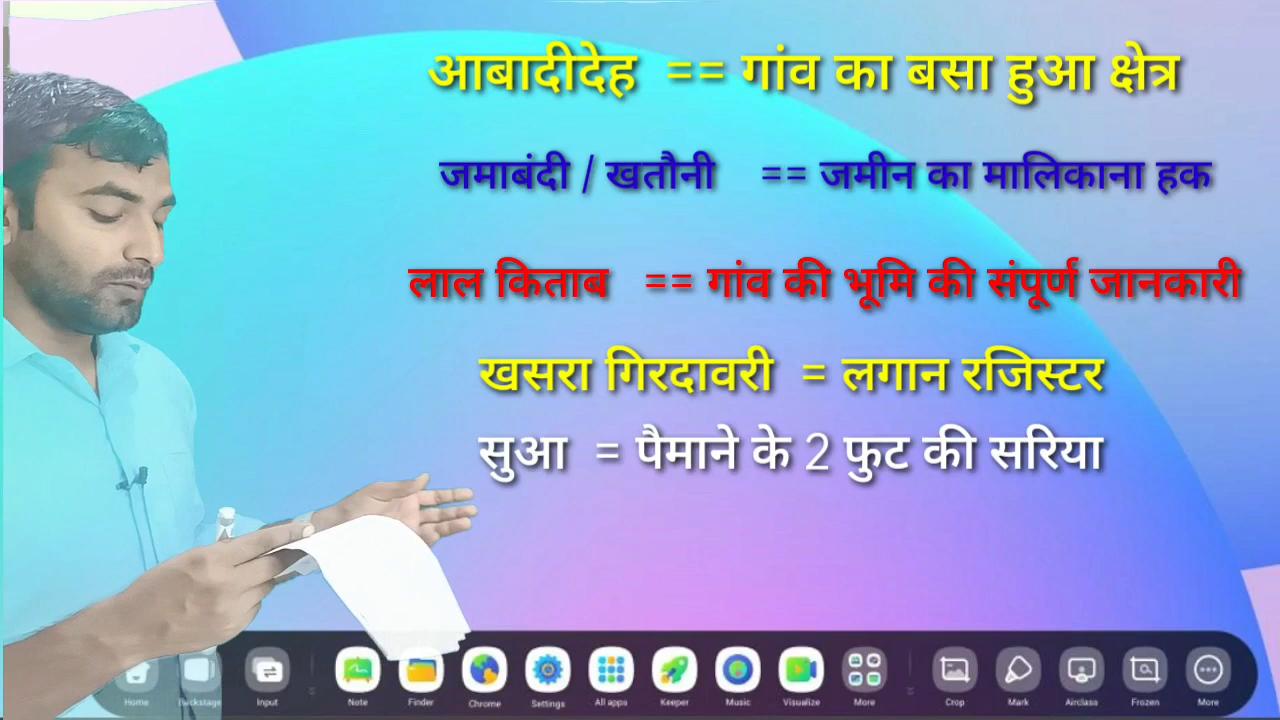 आबादीदेह == गांव का बसा हुआ क्षेत्र
जमाबंदी / खतौनी == जमीन का मालिकाना हक
लाल किताब == गांव की भूमि की संपूर्ण जानकारी
खसरा गिरदावरी = लगान रजिस्टर
सुआ = पैमाने के 2 फुट की सरिया
Home Backstage Input Note Finder Chrome Settings All apps Keeper Music Visualize More Crop Mark Airclass Frozen More